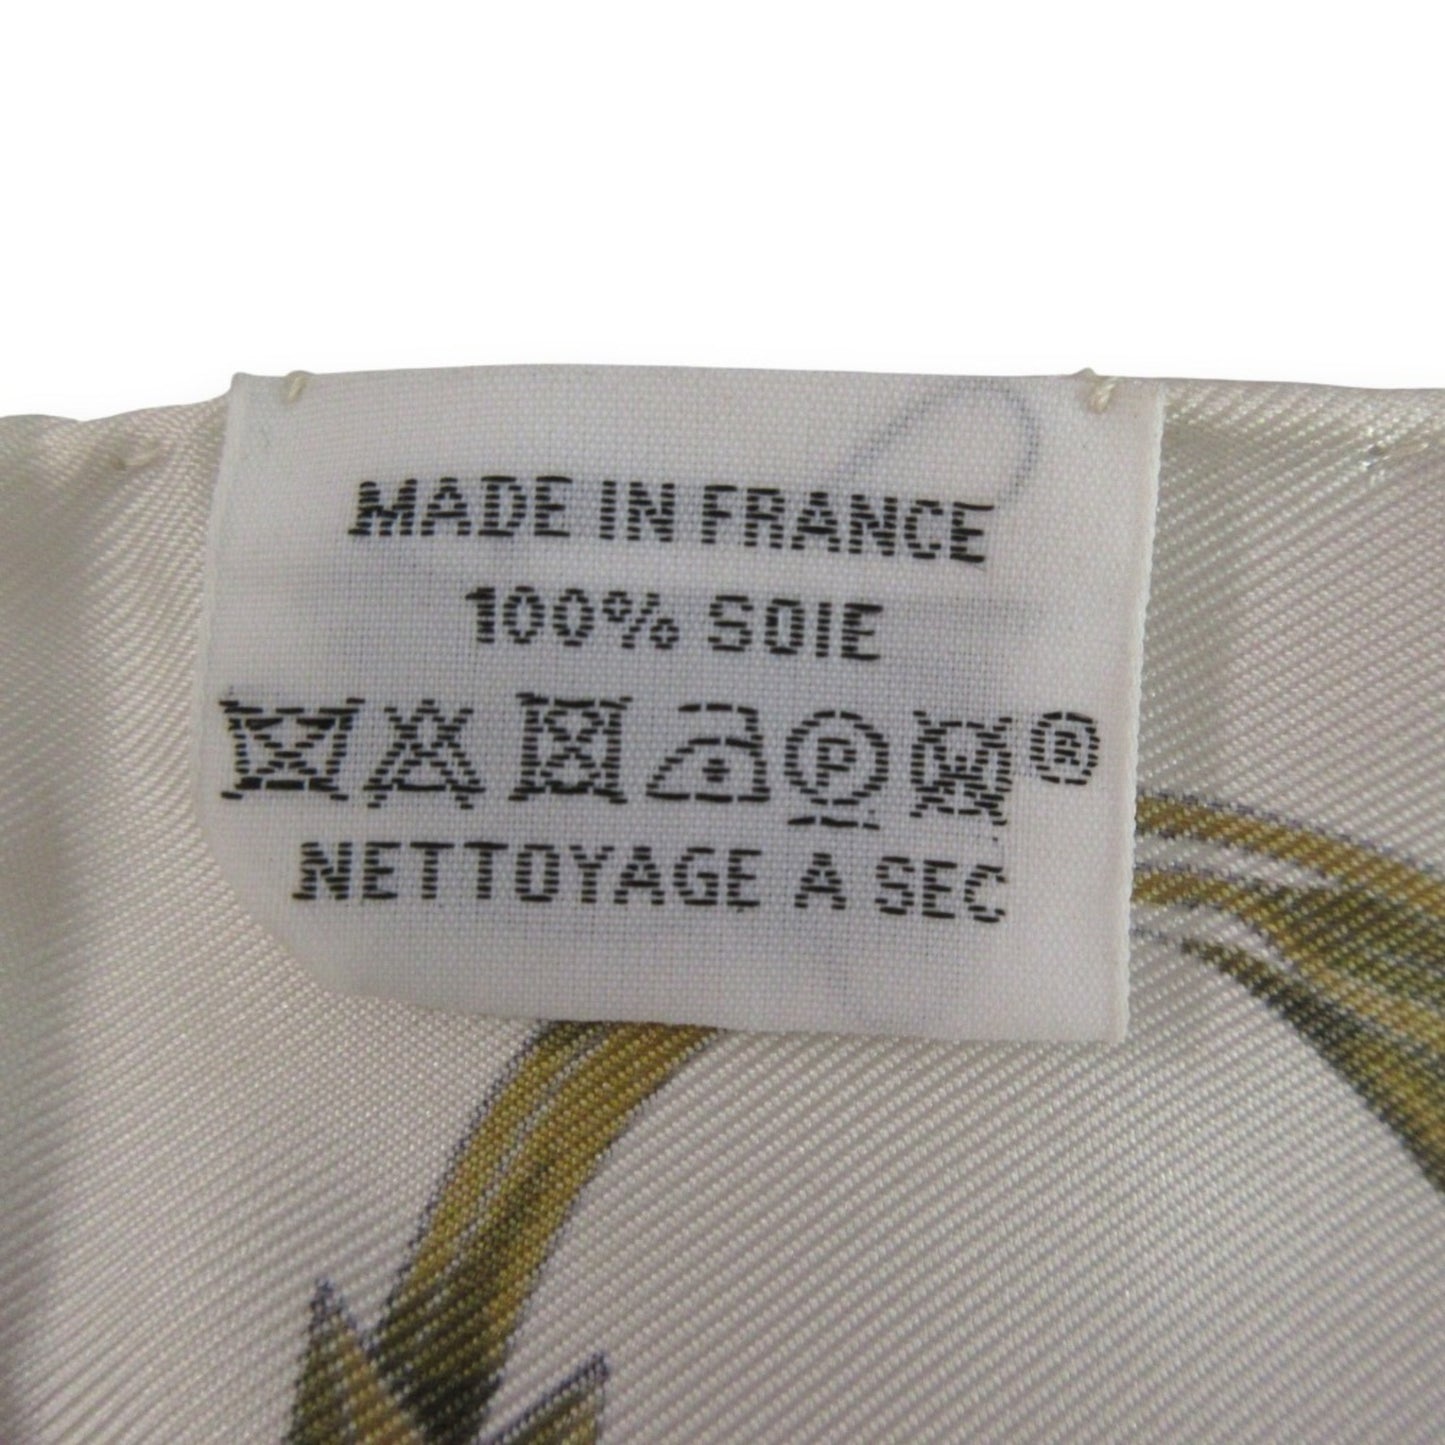 MADE IN FRANCE
100% SOIE
P W ®
NETTOYAGE A SEC